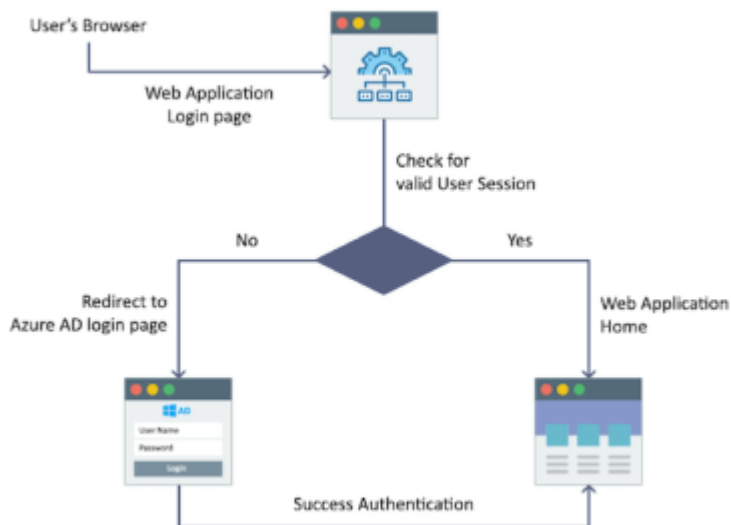 User's Browser
Web Application
Login page
Check for
valid User Session
No
Yes
Redirect to
Azure AD login page
Web Application
Home
AD
User Name
Password
Login
Success Authentication